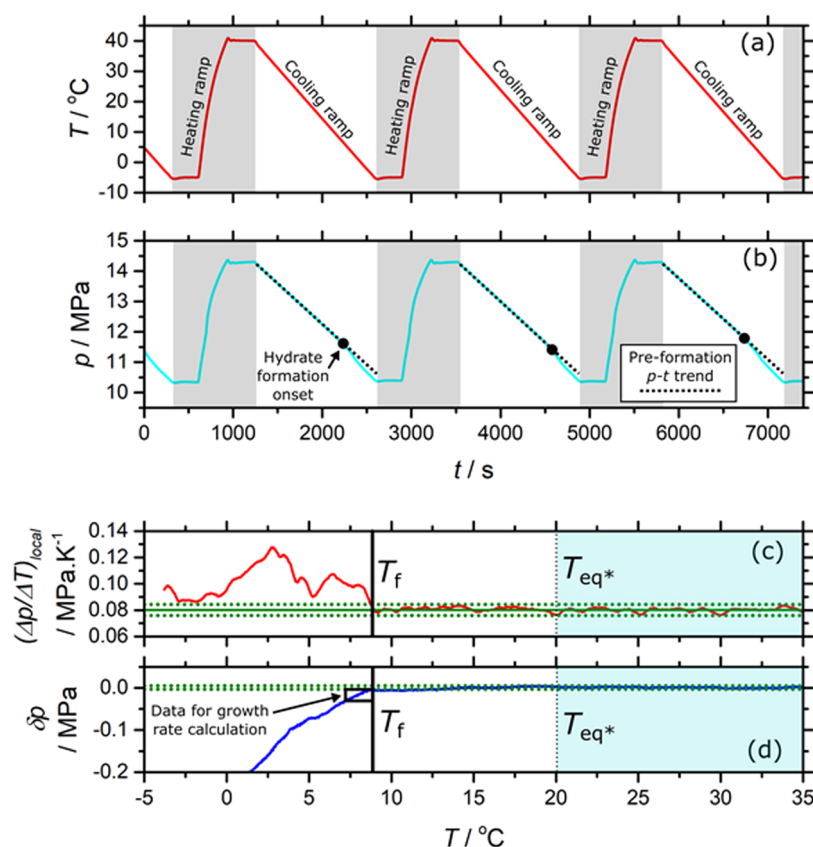 (a)
T / °C
40
30
20
10
0
-10
Heating ramp
Cooling ramp
Heating ramp
Cooling ramp
Heating ramp
Cooling ramp
(b)
p / MPa
15
14
13
12
11
10
Hydrate
formation
onset
Pre-formation
p-t trend
0 1000 2000 3000 4000 5000 6000 7000
t / s
(c)
(Δp/ΔT)local
/ MPa.K-1
0.14
0.12
0.10
0.08
0.06
Tf
Teq*
δp
/ MPa
0.0
-0.1
-0.2
Data for growth
rate calculation
Tf
Teq*
(d)
-5 0 5 10 15 20 25 30 35
T / °C